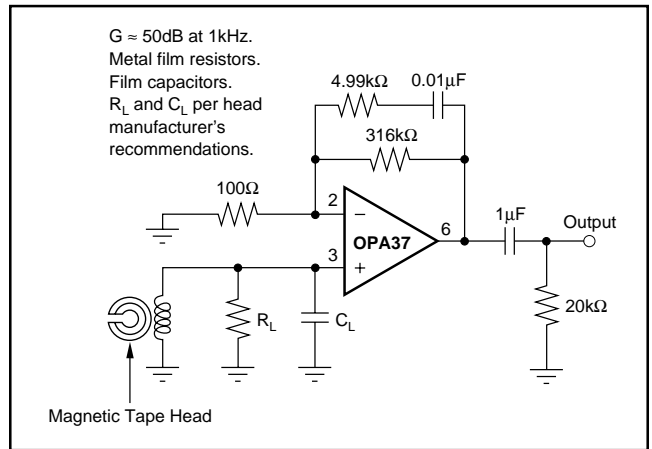 G ≈ 50dB at 1kHz.
Metal film resistors.
Film capacitors.
R_L and C_L per head
manufacturer's
recommendations.
4.99kΩ
0.01μF
316kΩ
100Ω
2
−
OPA37
6
3
+
1μF
Output
20kΩ
R_L
C_L
Magnetic Tape Head